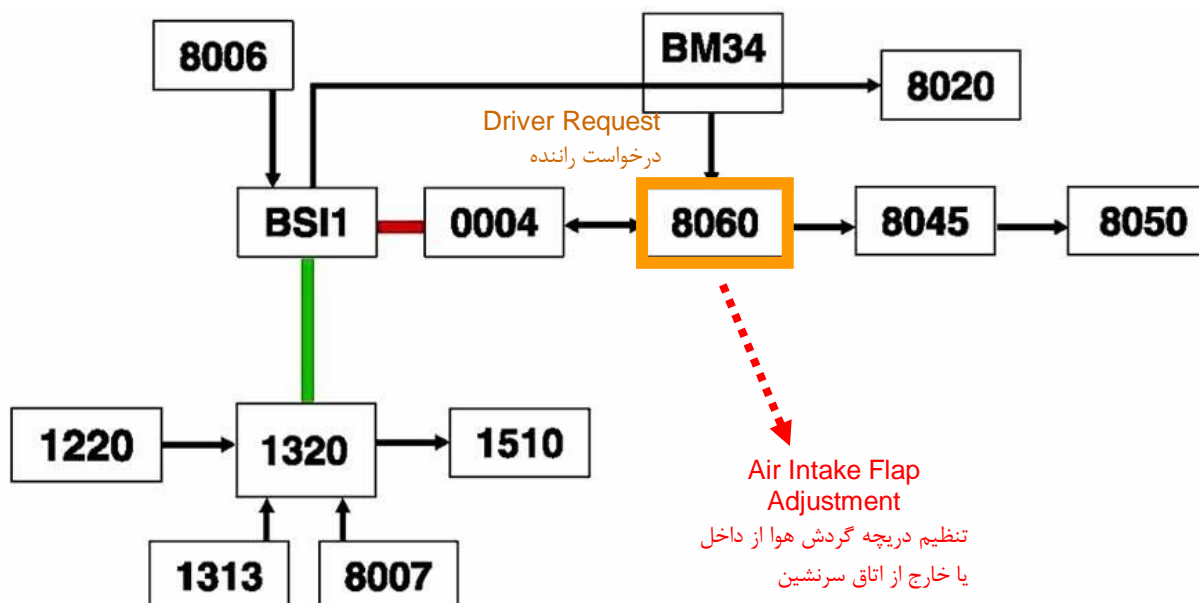 8006
BM34
8020
Driver Request
درخواست راننده
BSI1
0004
8060
8045
8050
1220
1320
1510
Air Intake Flap
Adjustment
تنظیم دریچه گردش هوا از داخل
یا خارج از اتاق سرنشین
1313
8007